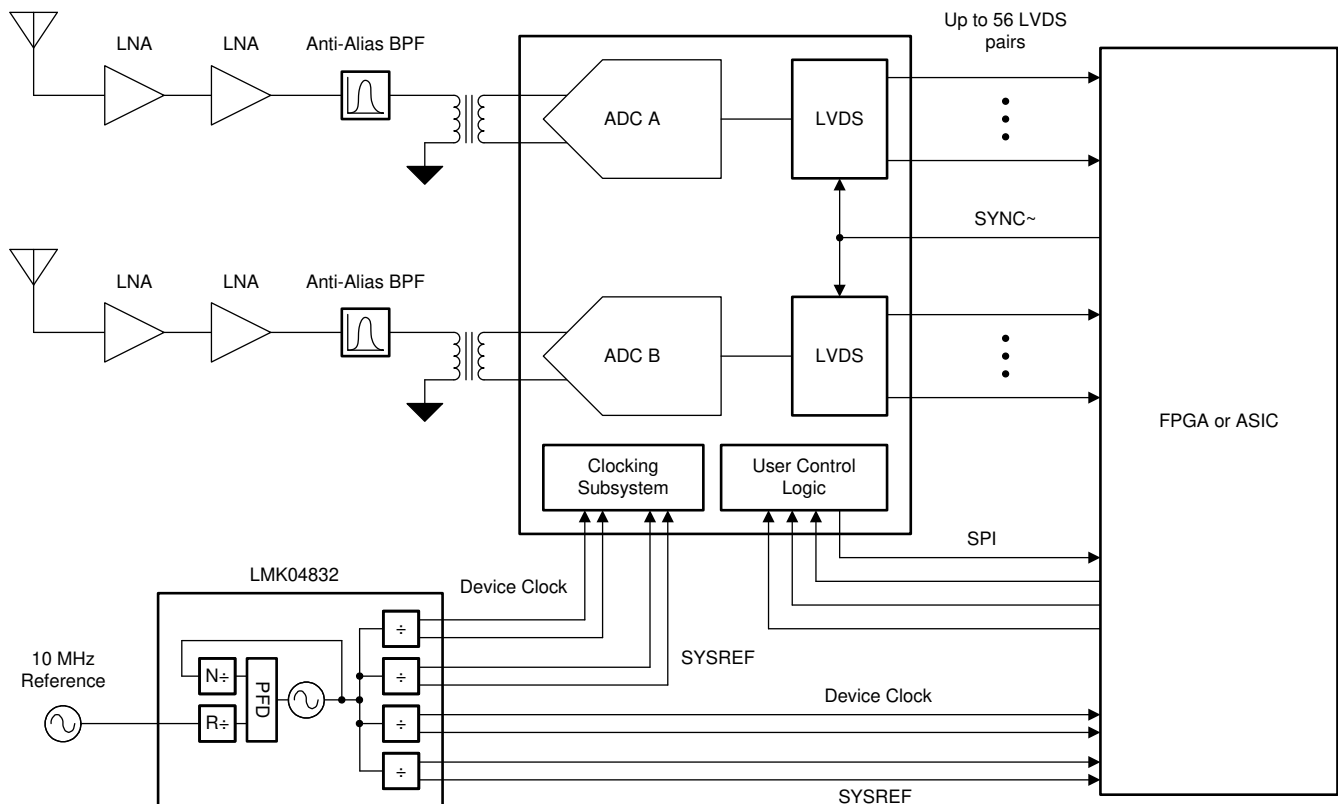 Up to 56 LVDS
pairs
LNA
LNA
Anti-Alias BPF
ADC A
LVDS
SYNC~
LNA
LNA
Anti-Alias BPF
ADC B
LVDS
FPGA or ASIC
Clocking
Subsystem
User Control
Logic
SPI
LMK04832
Device Clock
÷
10 MHz
Reference
N÷
PFD
÷
SYSREF
R÷
÷
Device Clock
÷
SYSREF